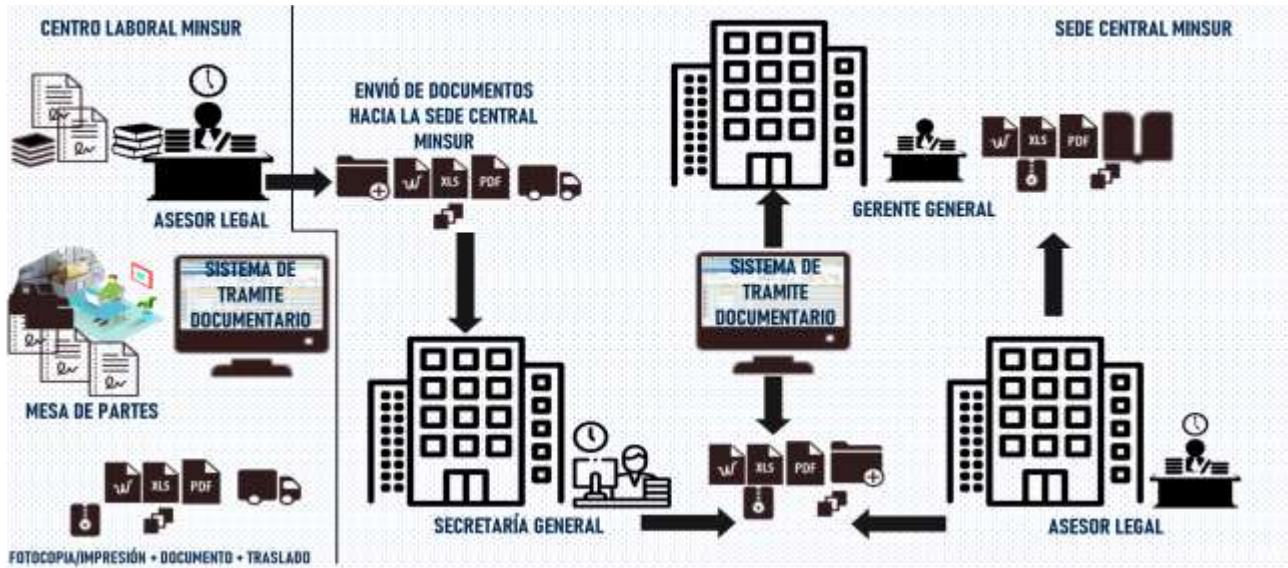 CENTRO LABORAL MINSUR
ASESOR LEGAL
SISTEMA DE
TRAMITE
DOCUMENTARIO
MESA DE PARTES
W XLS PDF
FOTOCOPIA/IMPRESIÓN + DOCUMENTO + TRASLADO
ENVIÓ DE DOCUMENTOS
HACIA LA SEDE CENTRAL
MINSUR
W XLS PDF
SECRETARÍA GENERAL
SEDE CENTRAL MINSUR
W XLS PDF
GERENTE GENERAL
SISTEMA DE
TRAMITE
DOCUMENTARIO
W XLS PDF
ASESOR LEGAL